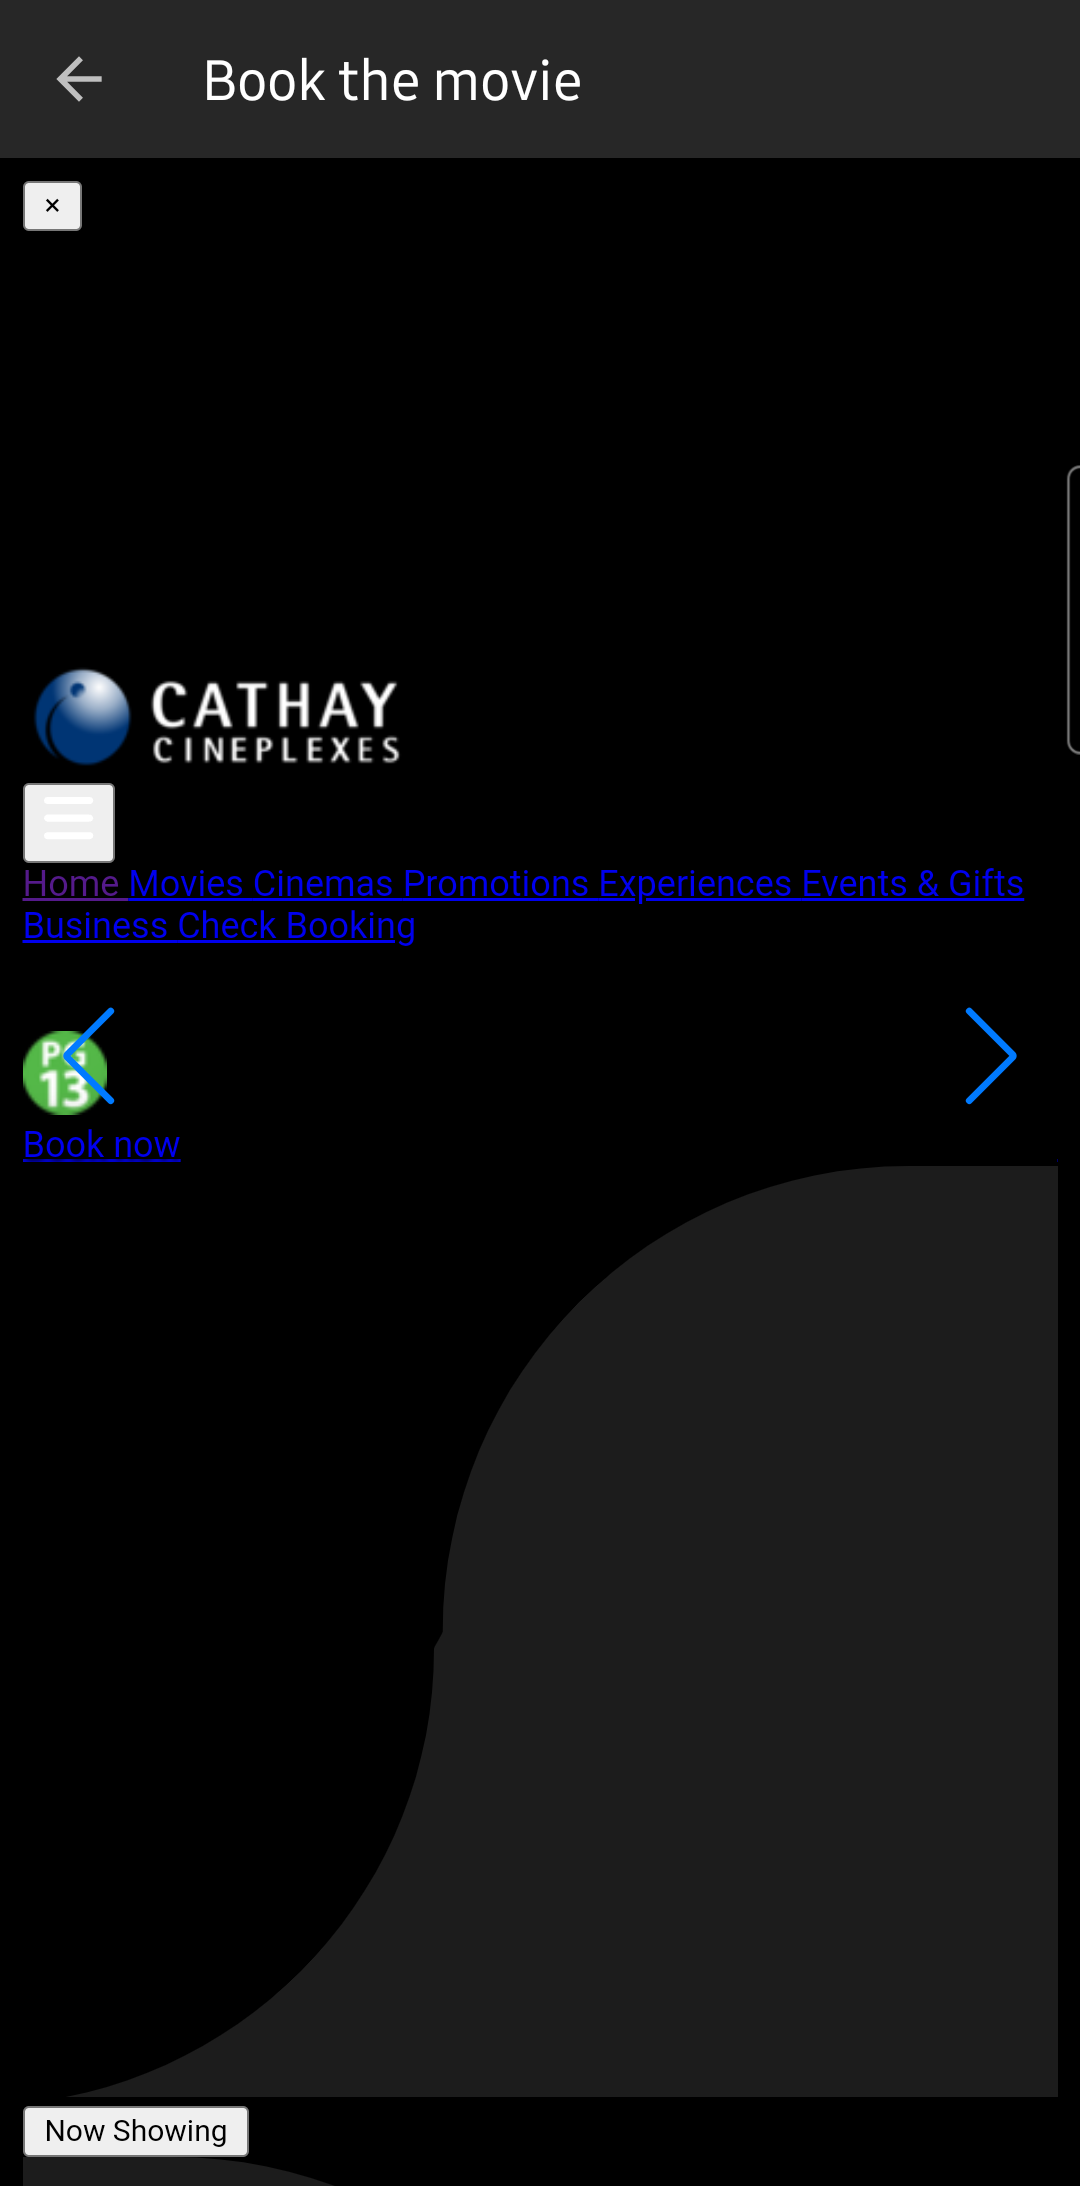 Book the movie
×
CATHAY
CINEPLEXES
Home Movies Cinemas Promotions Experiences Events & Gifts
Business Check Booking
PG
13
Book now
Now Showing